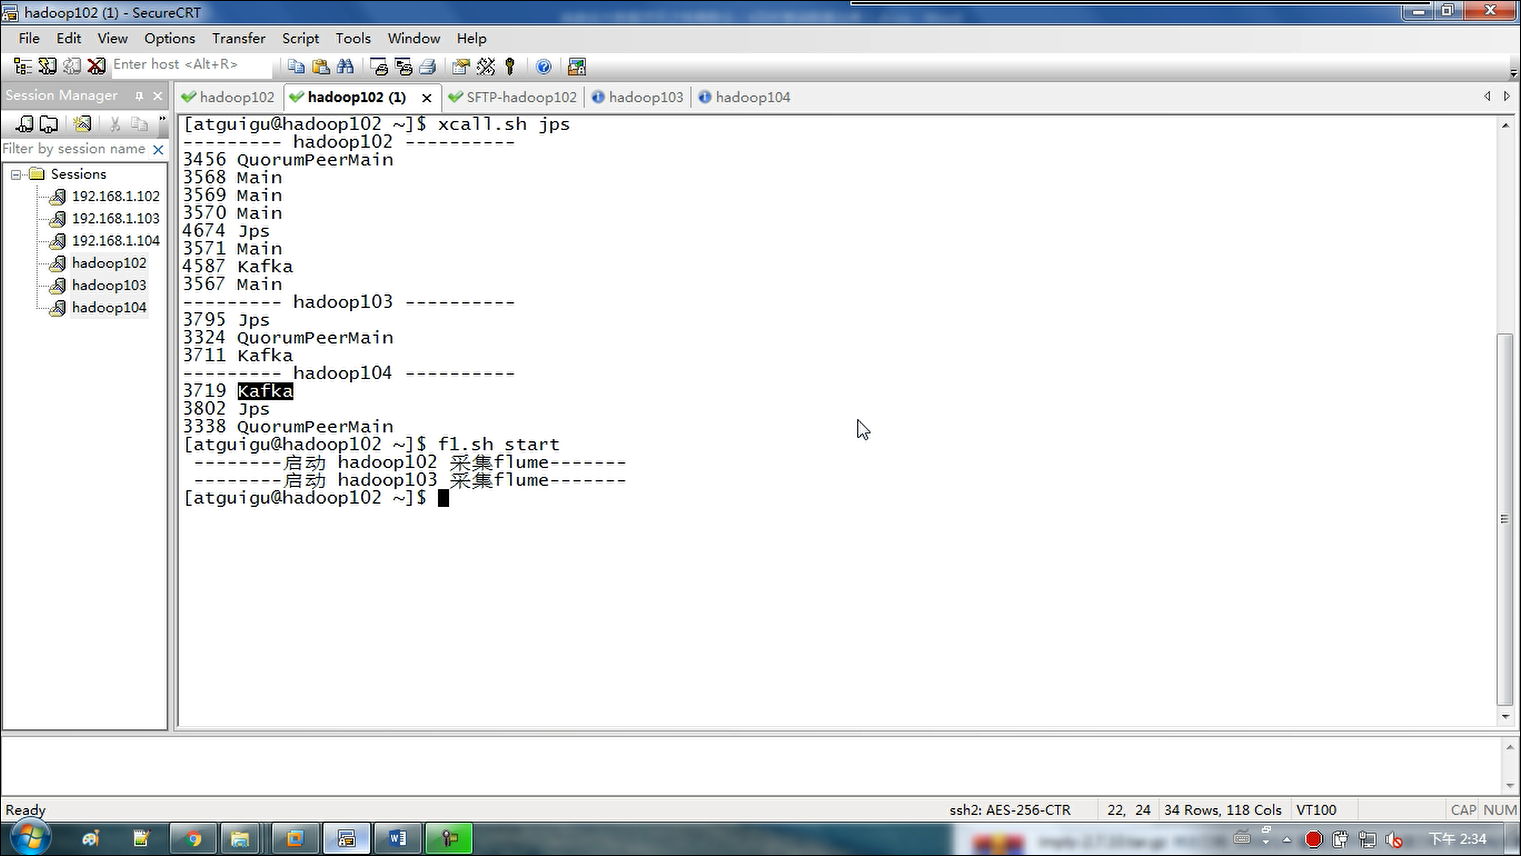 hadoop102 (1) - SecureCRT
File Edit View Options Transfer Script Tools Window Help
Enter host <Alt+R>
Session Manager
hadoop102
hadoop102 (1)
SFTP-hadoop102
hadoop103
hadoop104
Filter by session name
Sessions
192.168.1.102
192.168.1.103
192.168.1.104
hadoop102
hadoop103
hadoop104
[atguigu@hadoop102 ~]$ xcall.sh jps
--------- hadoop102 ----------
3456 QuorumPeerMain
3568 Main
3569 Main
3570 Main
4674 Jps
3571 Main
4587 Kafka
3567 Main
--------- hadoop103 ----------
3795 Jps
3324 QuorumPeerMain
3711 Kafka
--------- hadoop104 ----------
3719 Kafka
3802 Jps
3338 QuorumPeerMain
[atguigu@hadoop102 ~]$ f1.sh start
--------启动 hadoop102 采集flume-------
--------启动 hadoop103 采集flume-------
[atguigu@hadoop102 ~]$
Ready
ssh2: AES-256-CTR 22, 24 34 Rows, 118 Cols VT100 CAP NUM
下午 2:34